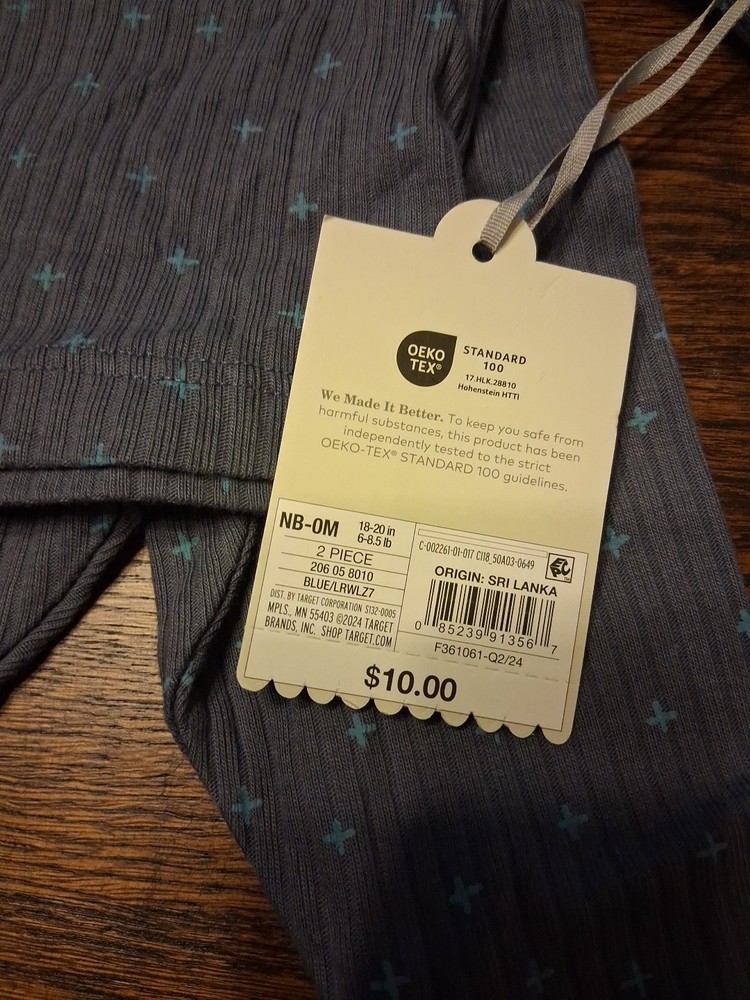 OEKO
TEX®
STANDARD
100
17.HLK.28810
Hohenstein HTTI
We Made It Better. To keep you safe from
harmful substances, this product has been
independently tested to the strict
OEKO-TEX® STANDARD 100 guidelines.
NB-0M
18-20 in
6-8.5 lb
2 PIECE
206 05 8010
BLUE/LRWLZ7
DIST. BY TARGET CORPORATION S132-0005
MPLS., MN 55403 ©2024 TARGET
BRANDS, INC. SHOP TARGET.COM
C-002261-01-017 CI18_50A03-0649
EPC
ORIGIN: SRI LANKA
0 85239 91356 7
F361061-Q2/24
$10.00